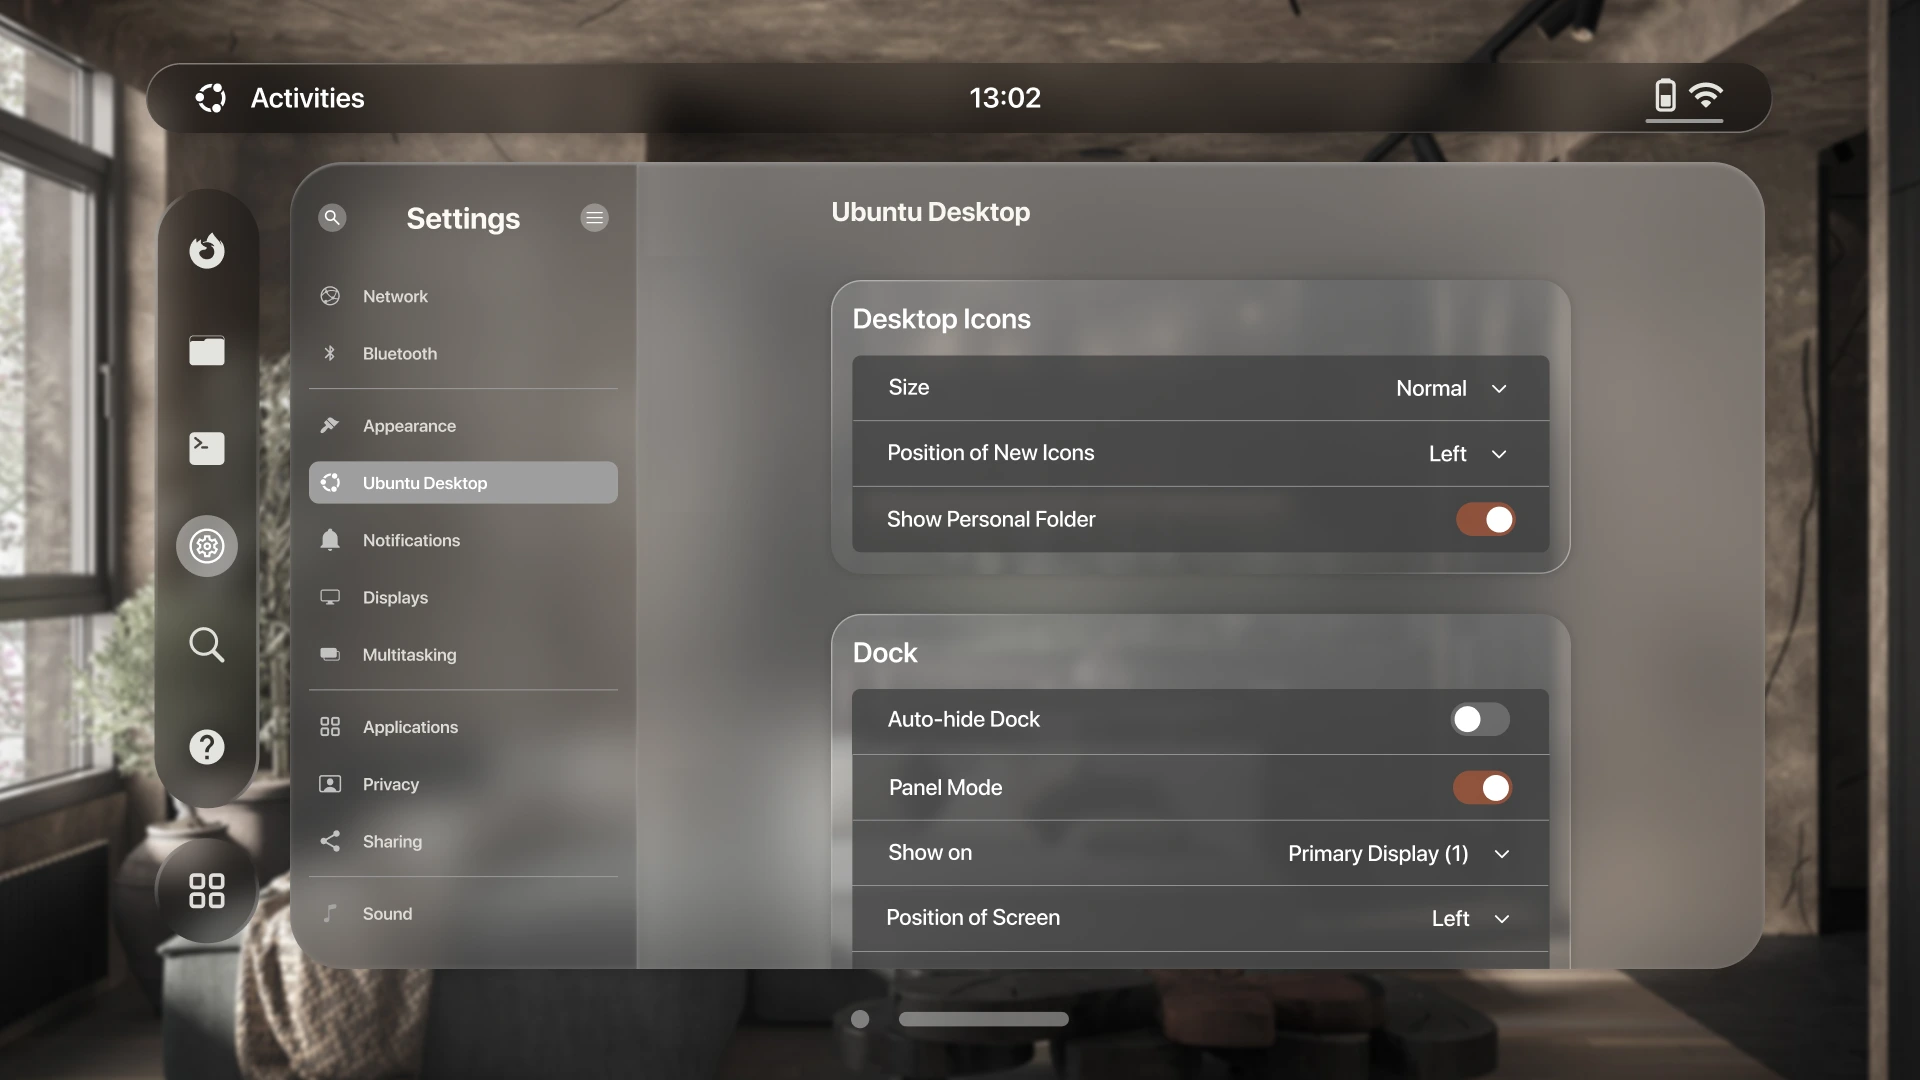 Activities
13:02
Settings
Network
Bluetooth
Appearance
Ubuntu Desktop
Notifications
Displays
Multitasking
Applications
Privacy
Sharing
Sound
Ubuntu Desktop
Desktop Icons
Size Normal
Position of New Icons Left
Show Personal Folder
Dock
Auto-hide Dock
Panel Mode
Show on Primary Display (1)
Position of Screen Left